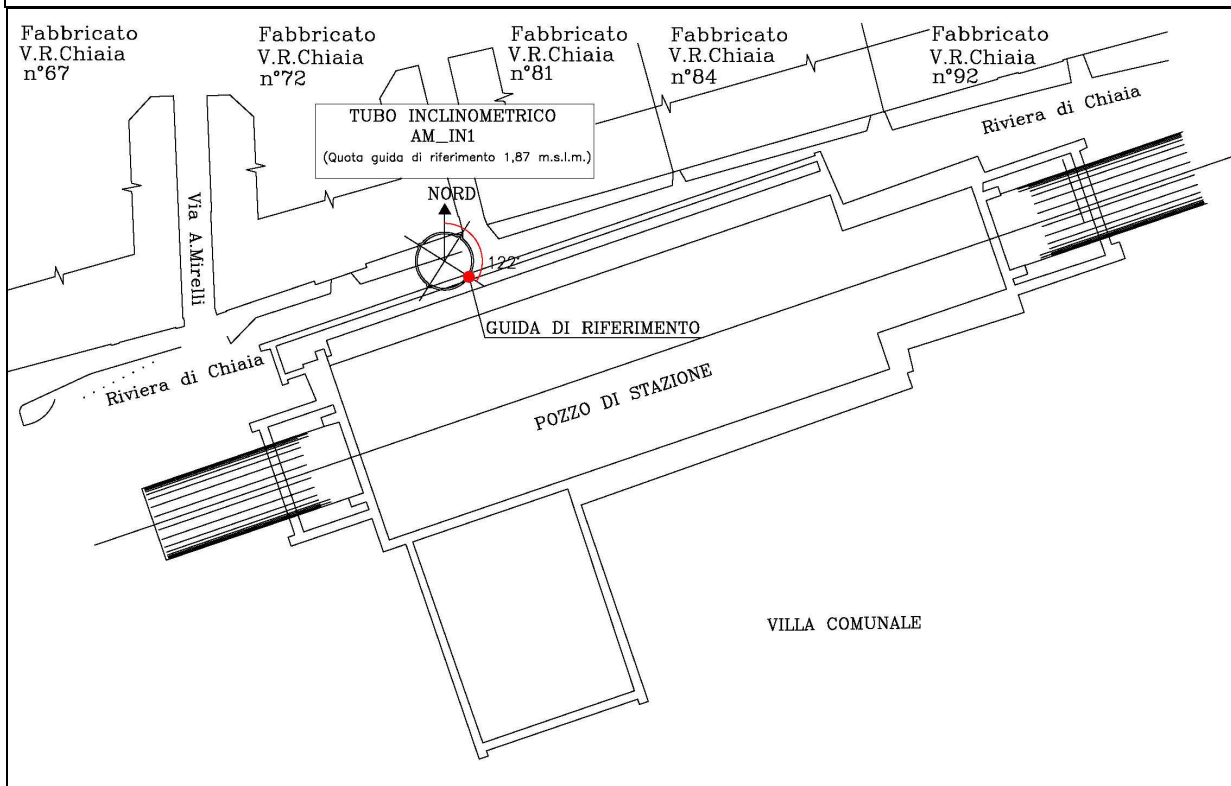 Fabbricato
V.R.Chiaia
n°67
Fabbricato
V.R.Chiaia
n°72
Fabbricato
V.R.Chiaia
n°81
Fabbricato
V.R.Chiaia
n°84
Fabbricato
V.R.Chiaia
n°92
TUBO INCLINOMETRICO
AM_IN1
(Quota guida di riferimento 1,87 m.s.l.m.)
Riviera di Chiaia
NORD
Via A.Mirelli
122°
GUIDA DI RIFERIMENTO
Riviera di Chiaia
POZZO DI STAZIONE
VILLA COMUNALE